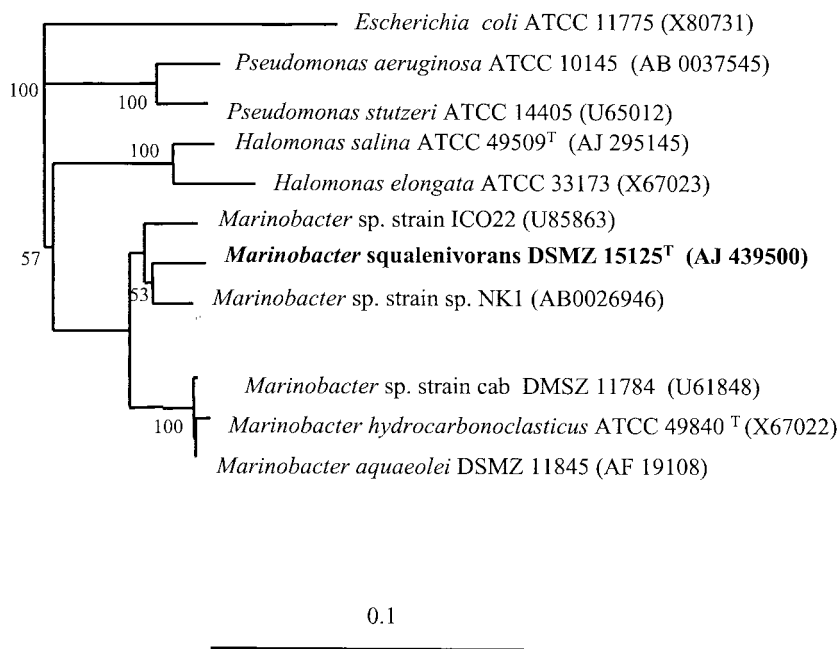 Escherichia coli ATCC 11775 (X80731)
Pseudomonas aeruginosa ATCC 10145 (AB 0037545)
100
100
Pseudomonas stutzeri ATCC 14405 (U65012)
100
Halomonas salina ATCC 49509T (AJ 295145)
Halomonas elongata ATCC 33173 (X67023)
Marinobacter sp. strain ICO22 (U85863)
57
Marinobacter squalenivorans DSMZ 15125T (AJ 439500)
53
Marinobacter sp. strain sp. NK1 (AB0026946)
Marinobacter sp. strain cab DMSZ 11784 (U61848)
100
Marinobacter hydrocarbonoclasticus ATCC 49840 T (X67022)
Marinobacter aquaeolei DSMZ 11845 (AF 19108)
0.1